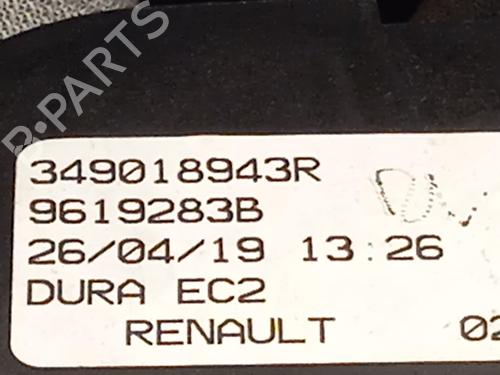 B-PARTS
349018943R
9619283B
26/04/19 13:26
DURA EC2
RENAULT 02